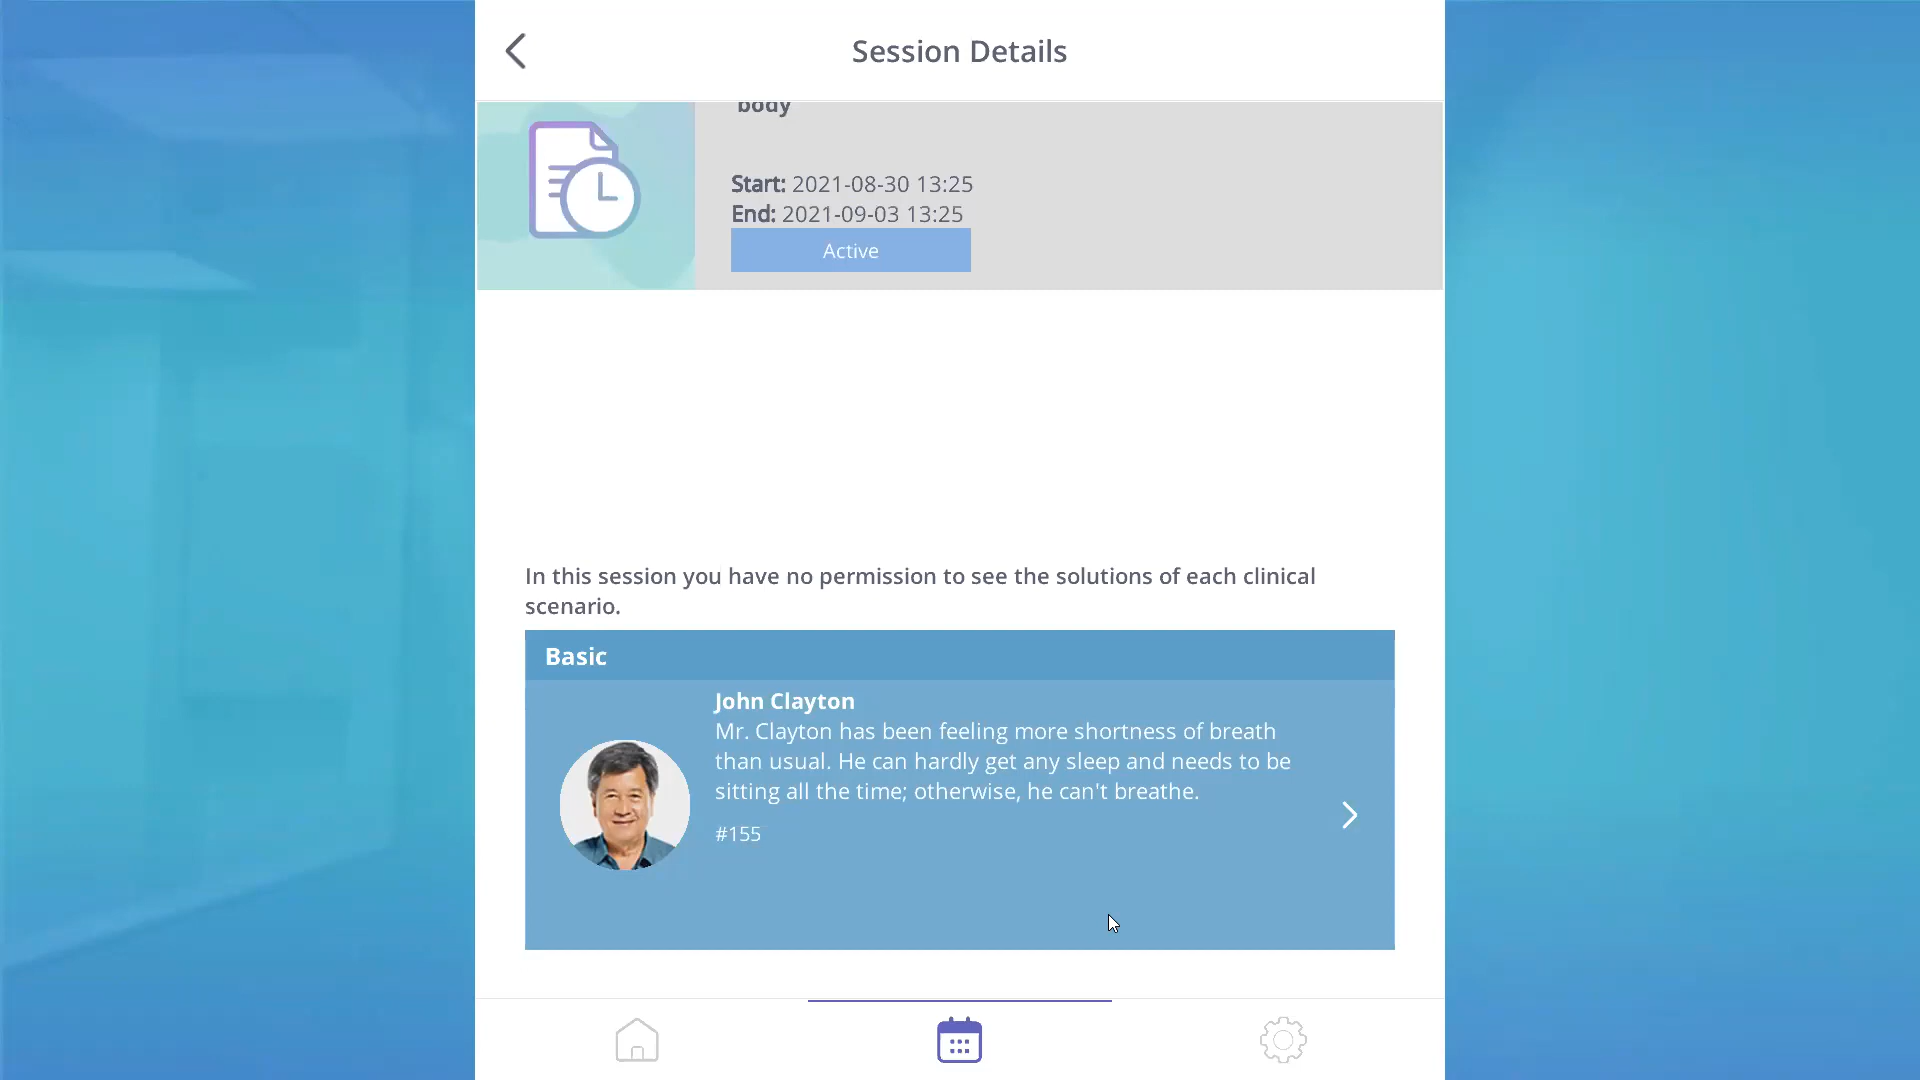 Session Details
body
Start: 2021-08-30 13:25
End: 2021-09-03 13:25
Active
In this session you have no permission to see the solutions of each clinical
scenario.
Basic
John Clayton
Mr. Clayton has been feeling more shortness of breath
than usual. He can hardly get any sleep and needs to be
sitting all the time; otherwise, he can't breathe.
#155